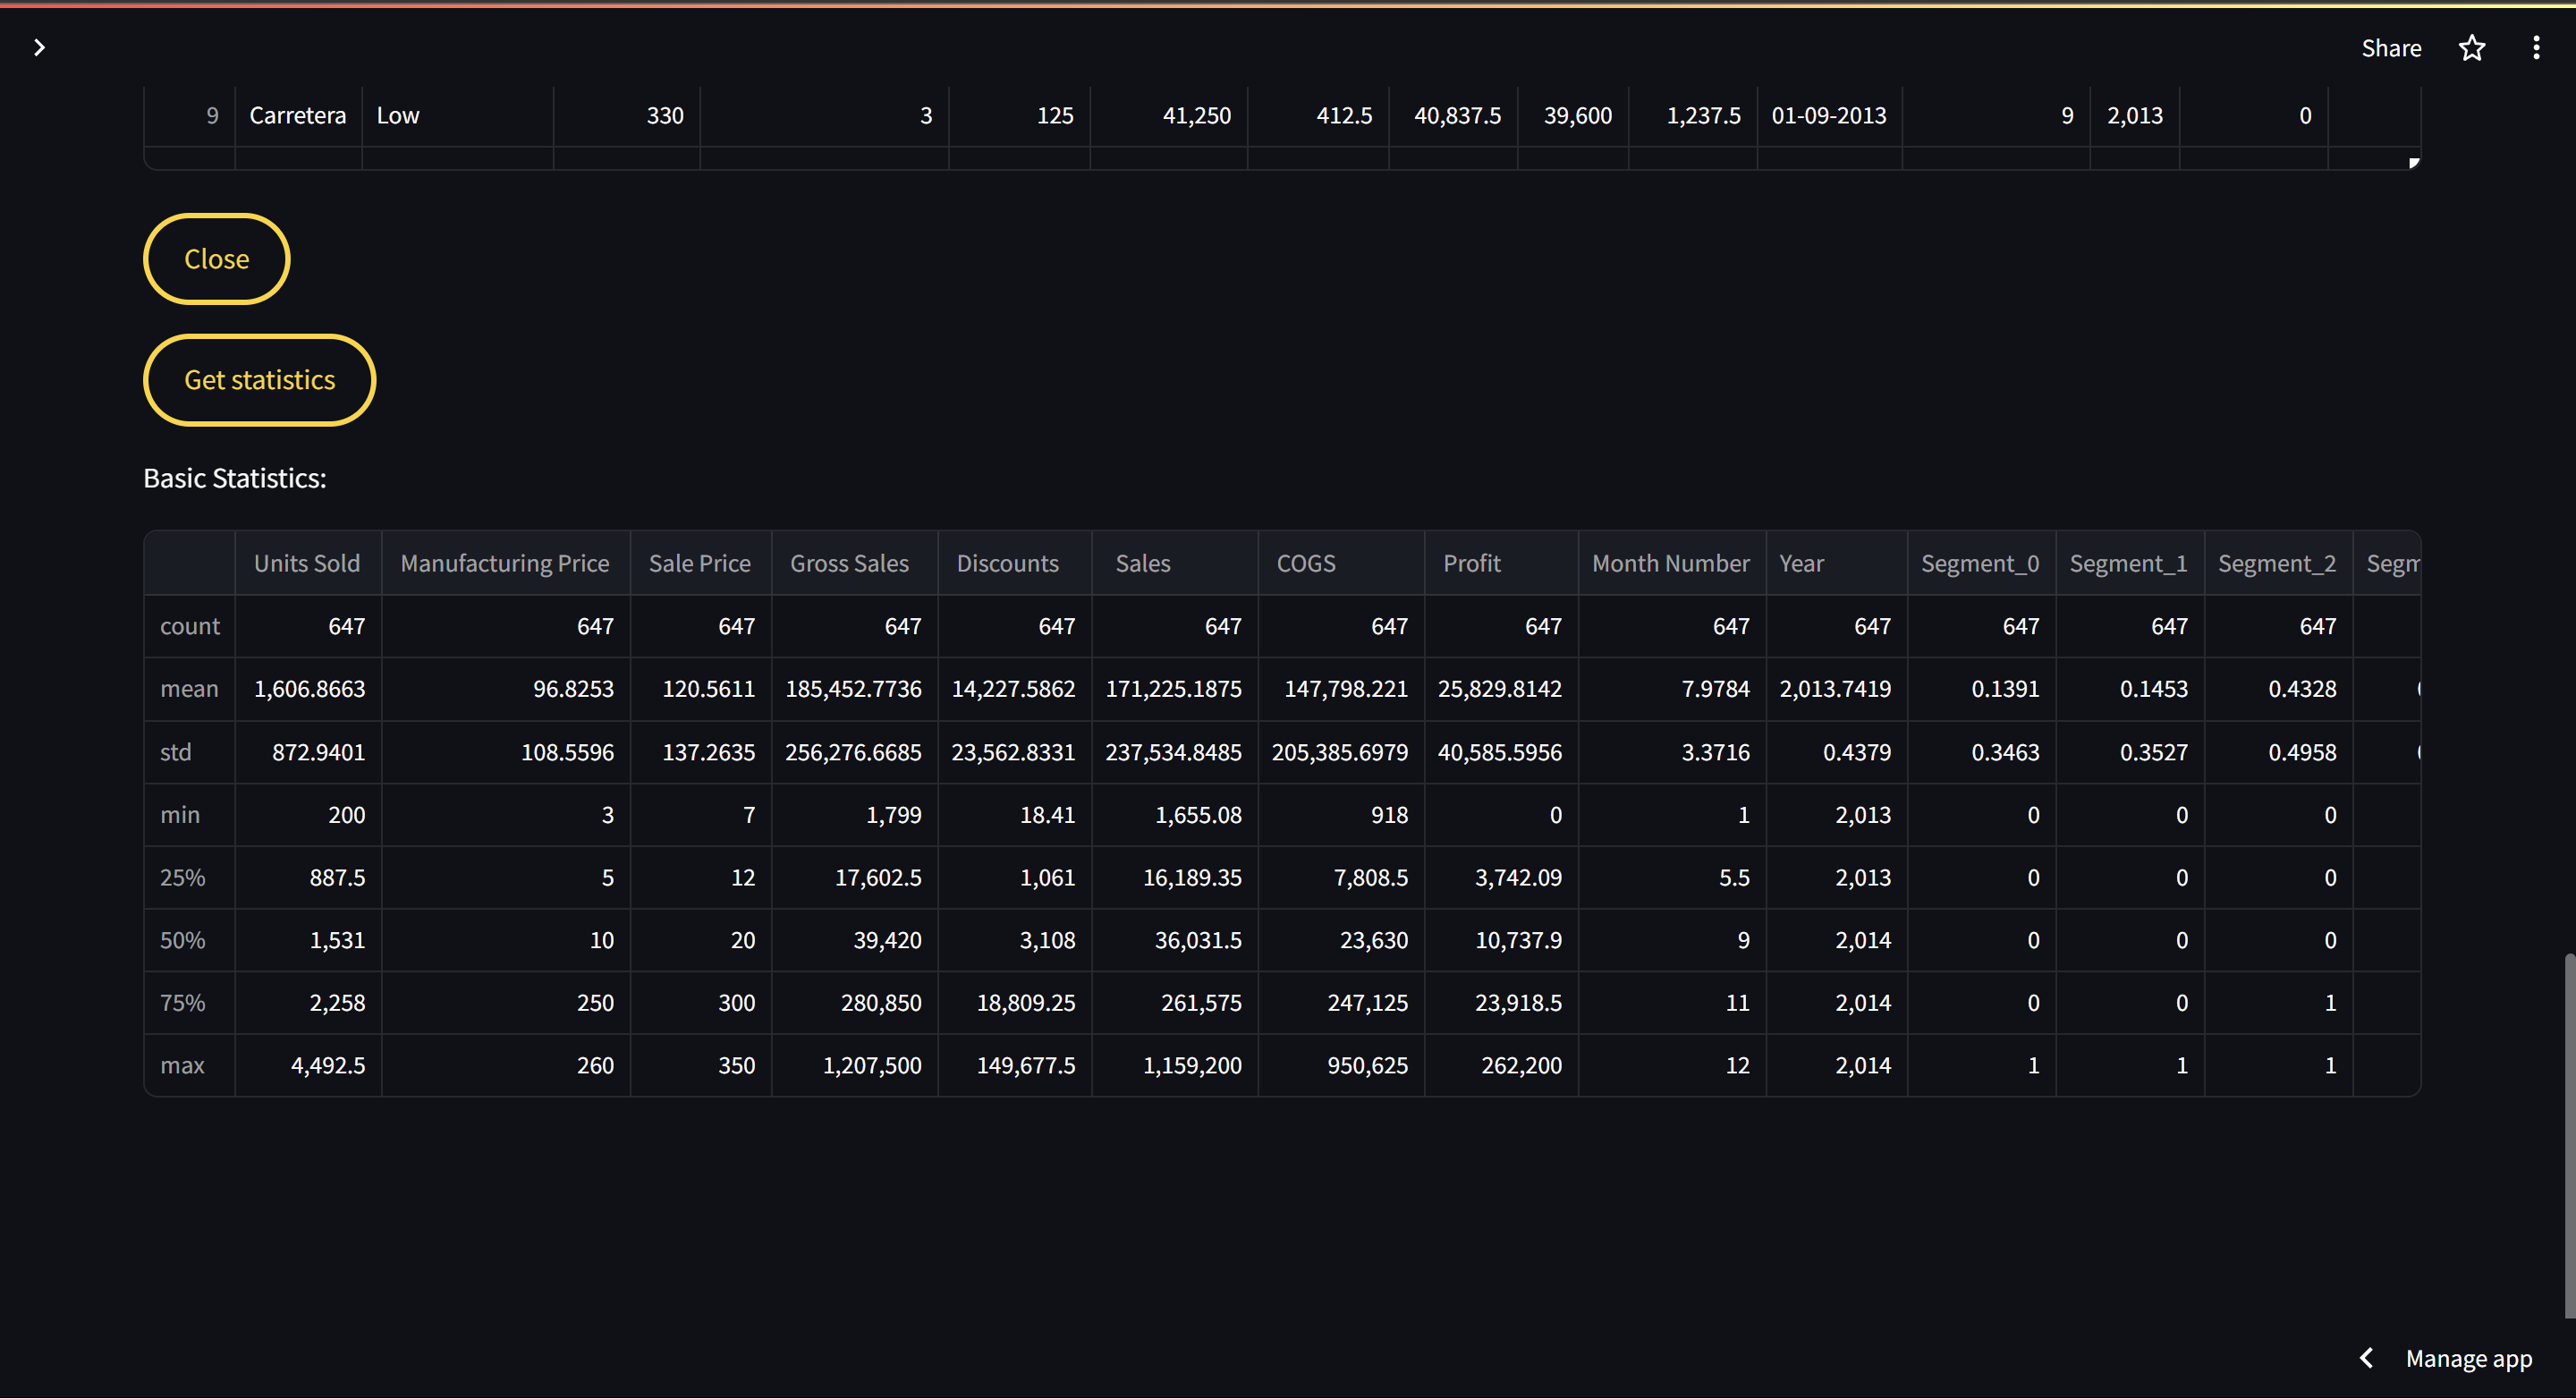 Share
9 Carretera Low 330 3 125 41,250 412.5 40,837.5 39,600 1,237.5 01-09-2013 9 2,013 0
Close
Get statistics
Basic Statistics:
Units Sold Manufacturing Price Sale Price Gross Sales Discounts Sales COGS Profit Month Number Year Segment_0 Segment_1 Segment_2 Segm
count 647 647 647 647 647 647 647 647 647 647 647 647 647
mean 1,606.8663 96.8253 120.5611 185,452.7736 14,227.5862 171,225.1875 147,798.221 25,829.8142 7.9784 2,013.7419 0.1391 0.1453 0.4328
std 872.9401 108.5596 137.2635 256,276.6685 23,562.8331 237,534.8485 205,385.6979 40,585.5956 3.3716 0.4379 0.3463 0.3527 0.4958
min 200 3 7 1,799 18.41 1,655.08 918 0 1 2,013 0 0 0
25% 887.5 5 12 17,602.5 1,061 16,189.35 7,808.5 3,742.09 5.5 2,013 0 0 0
50% 1,531 10 20 39,420 3,108 36,031.5 23,630 10,737.9 9 2,014 0 0 0
75% 2,258 250 300 280,850 18,809.25 261,575 247,125 23,918.5 11 2,014 0 0 1
max 4,492.5 260 350 1,207,500 149,677.5 1,159,200 950,625 262,200 12 2,014 1 1 1
Manage app